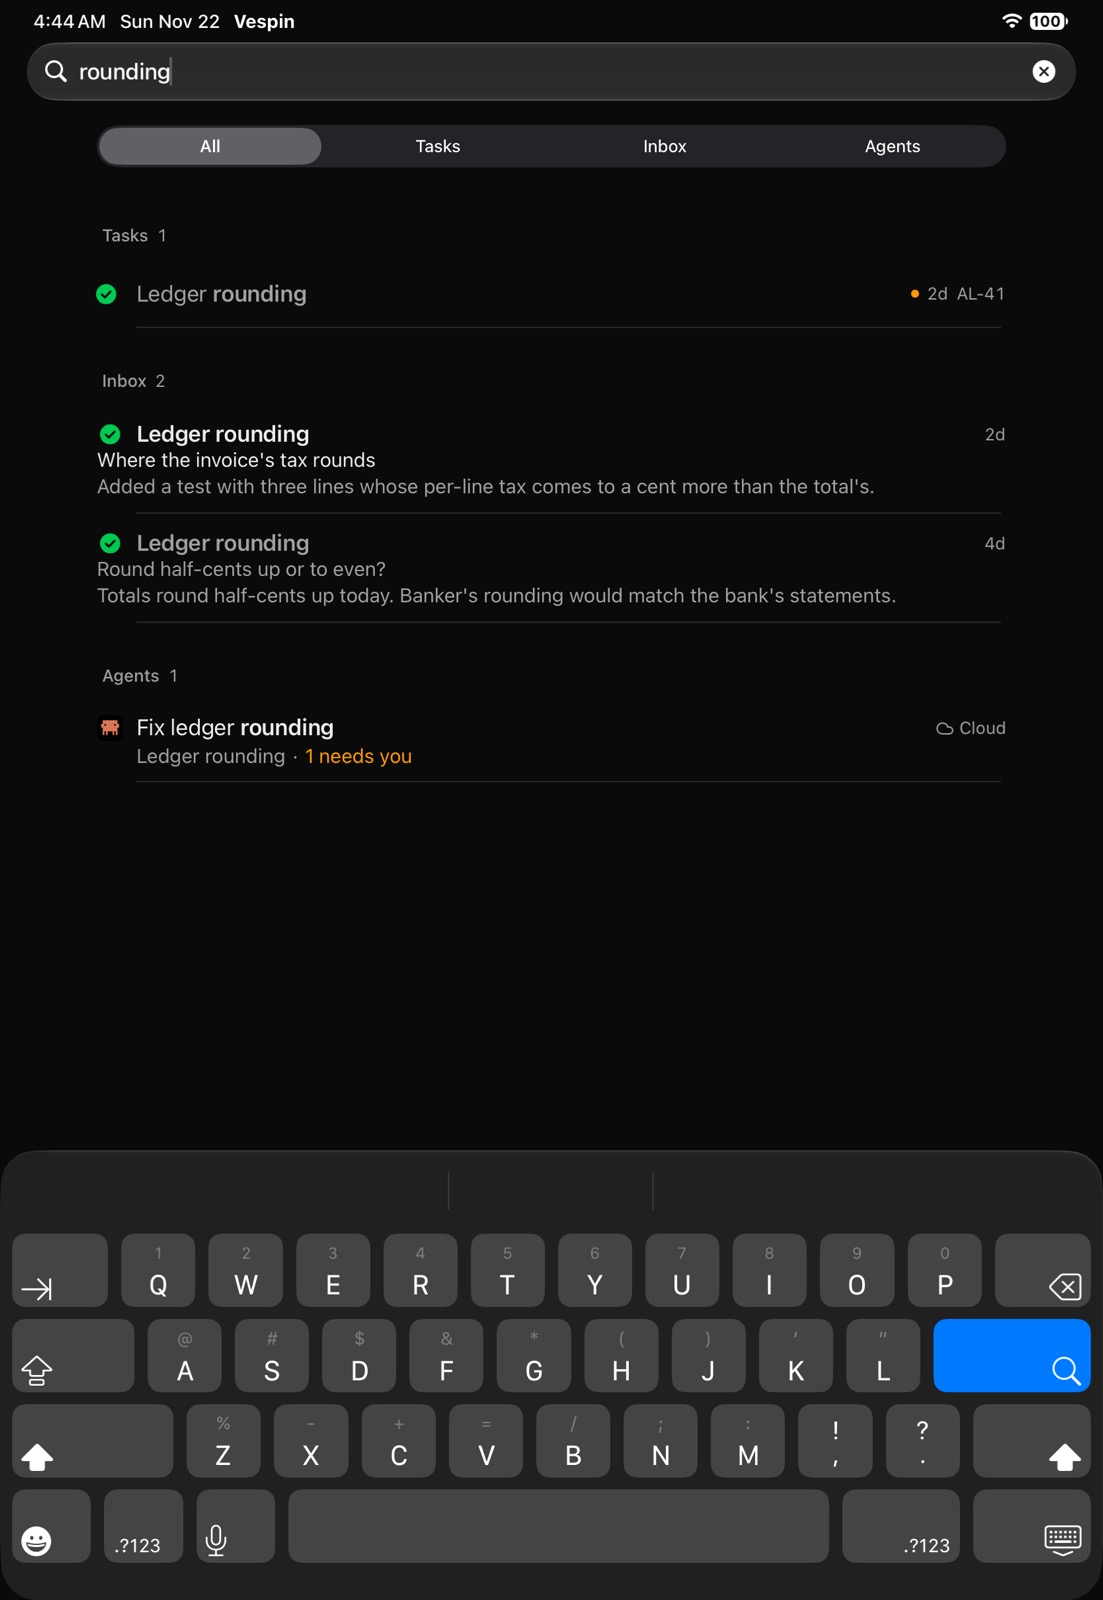 4:44 AM Sun Nov 22 Vespin 100
rounding
All Tasks Inbox Agents
Tasks 1
Ledger rounding 2d AL-41
Inbox 2
Ledger rounding 2d
Where the invoice's tax rounds
Added a test with three lines whose per-line tax comes to a cent more than the total's.
Ledger rounding 4d
Round half-cents up or to even?
Totals round half-cents up today. Banker's rounding would match the bank's statements.
Agents 1
Fix ledger rounding Cloud
Ledger rounding · 1 needs you
1 2 3 4 5 6 7 8 9 0
Q W E R T Y U I O P
@ # $ & * ( ) ' "
A S D F G H J K L
% - + = / ; : ! ?
Z X C V B N M , .
.?123 .?123